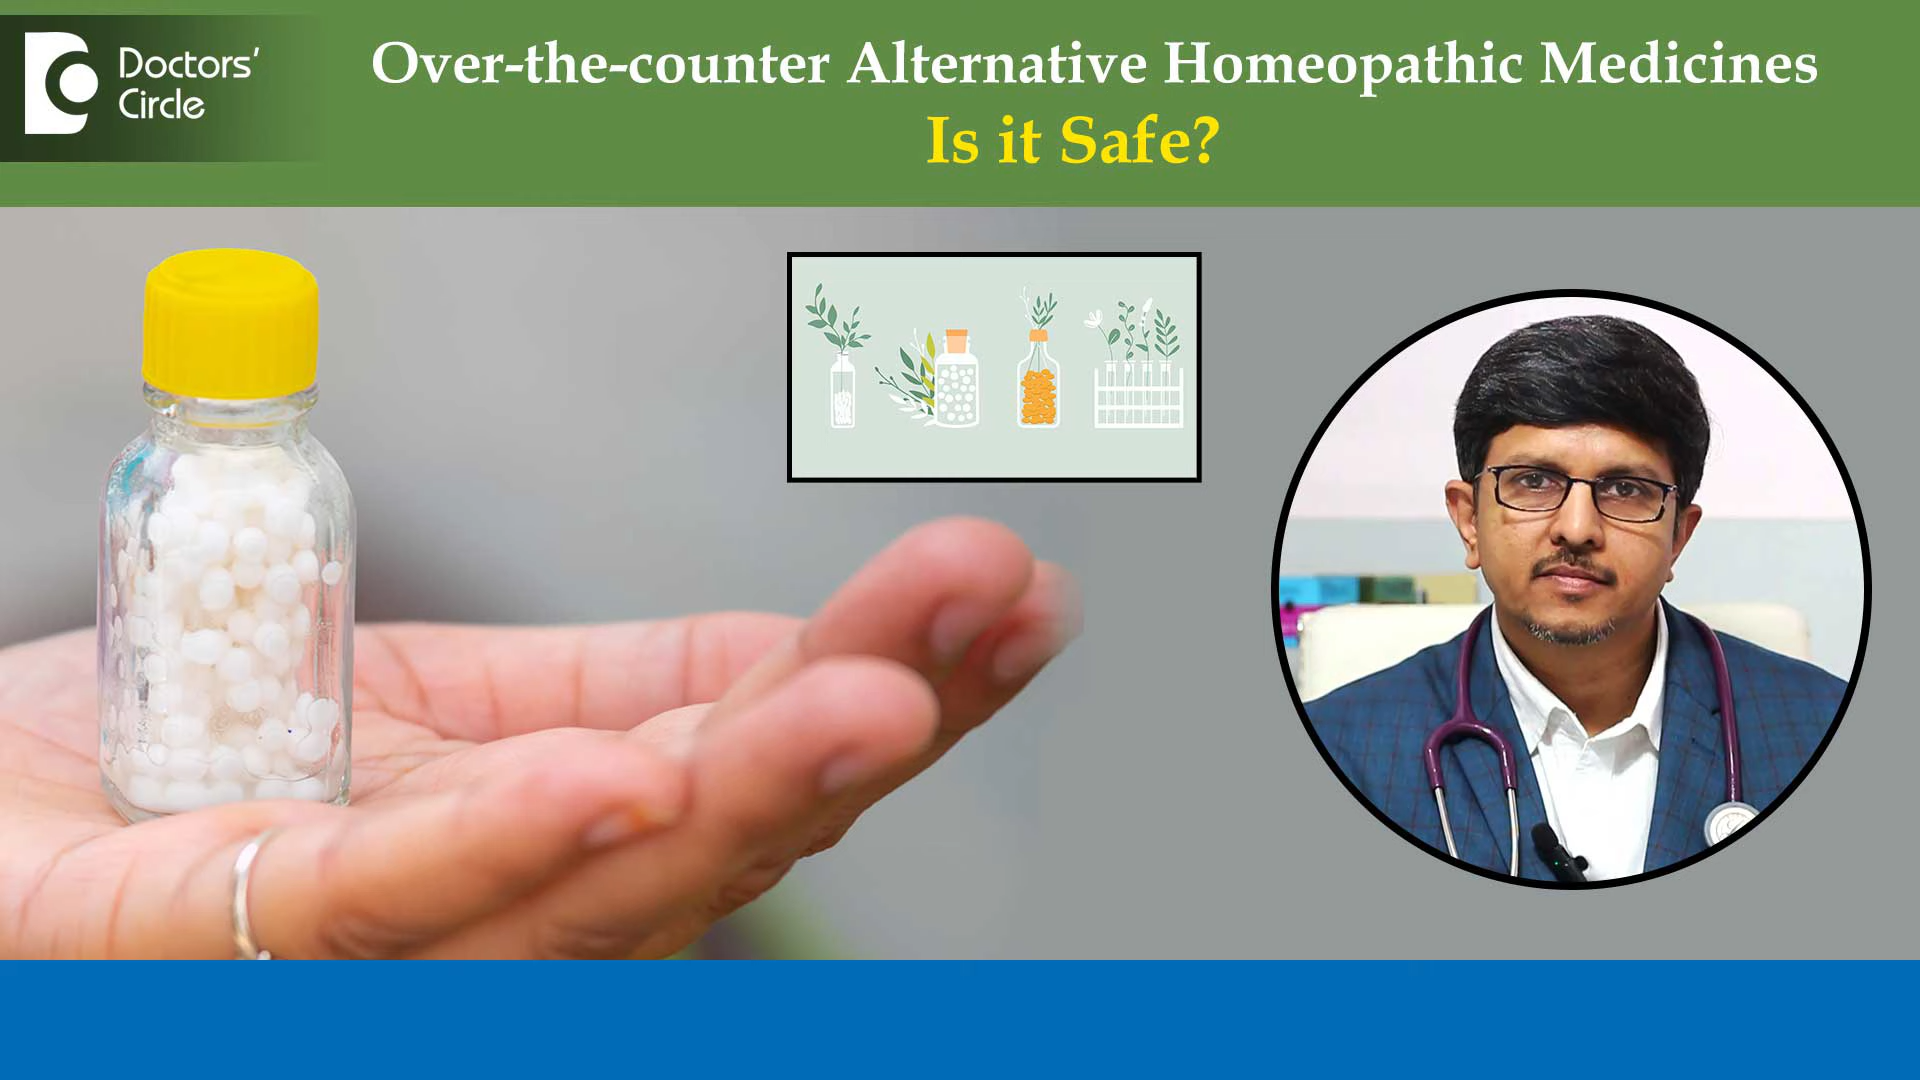 Doctors'
Circle
Over-the-counter Alternative Homeopathic Medicines
Is it Safe?